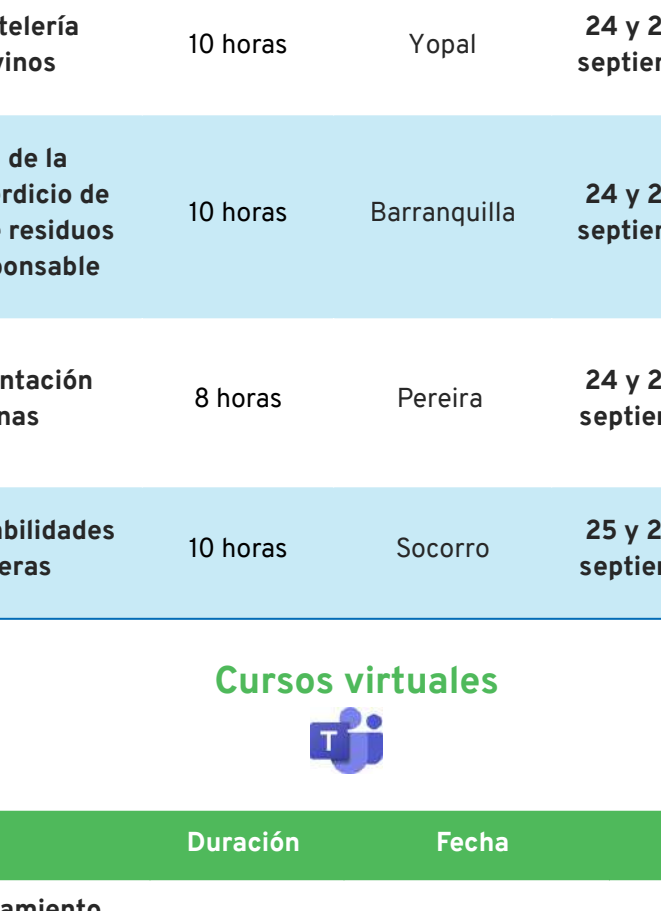 telería
vinos
10 horas
Yopal
24 y 2
septie
de la
rdicio de
residuos
ponsable
10 horas
Barranquilla
24 y 2
septie
ntación
nas
8 horas
Pereira
24 y 2
septie
abilidades
eras
10 horas
Socorro
25 y 2
septie
Cursos virtuales
T
Duración
Fecha
amiento